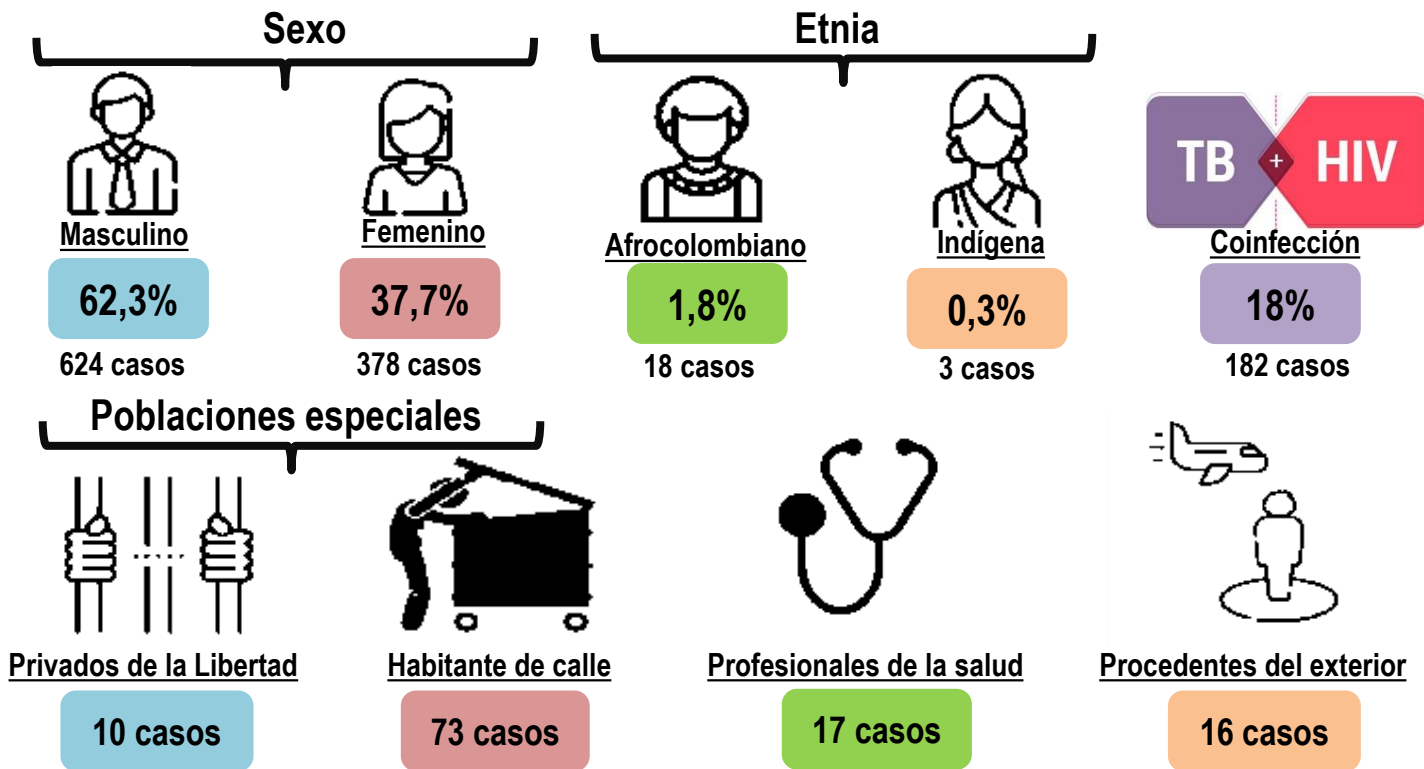 Sexo
Etnia
TB + HIV
Masculino
Femenino
Afrocolombiano
Indígena
Coinfección
62,3%
37,7%
1,8%
0,3%
18%
624 casos
378 casos
18 casos
3 casos
182 casos
Poblaciones especiales
Privados de la Libertad
Habitante de calle
Profesionales de la salud
Procedentes del exterior
10 casos
73 casos
17 casos
16 casos